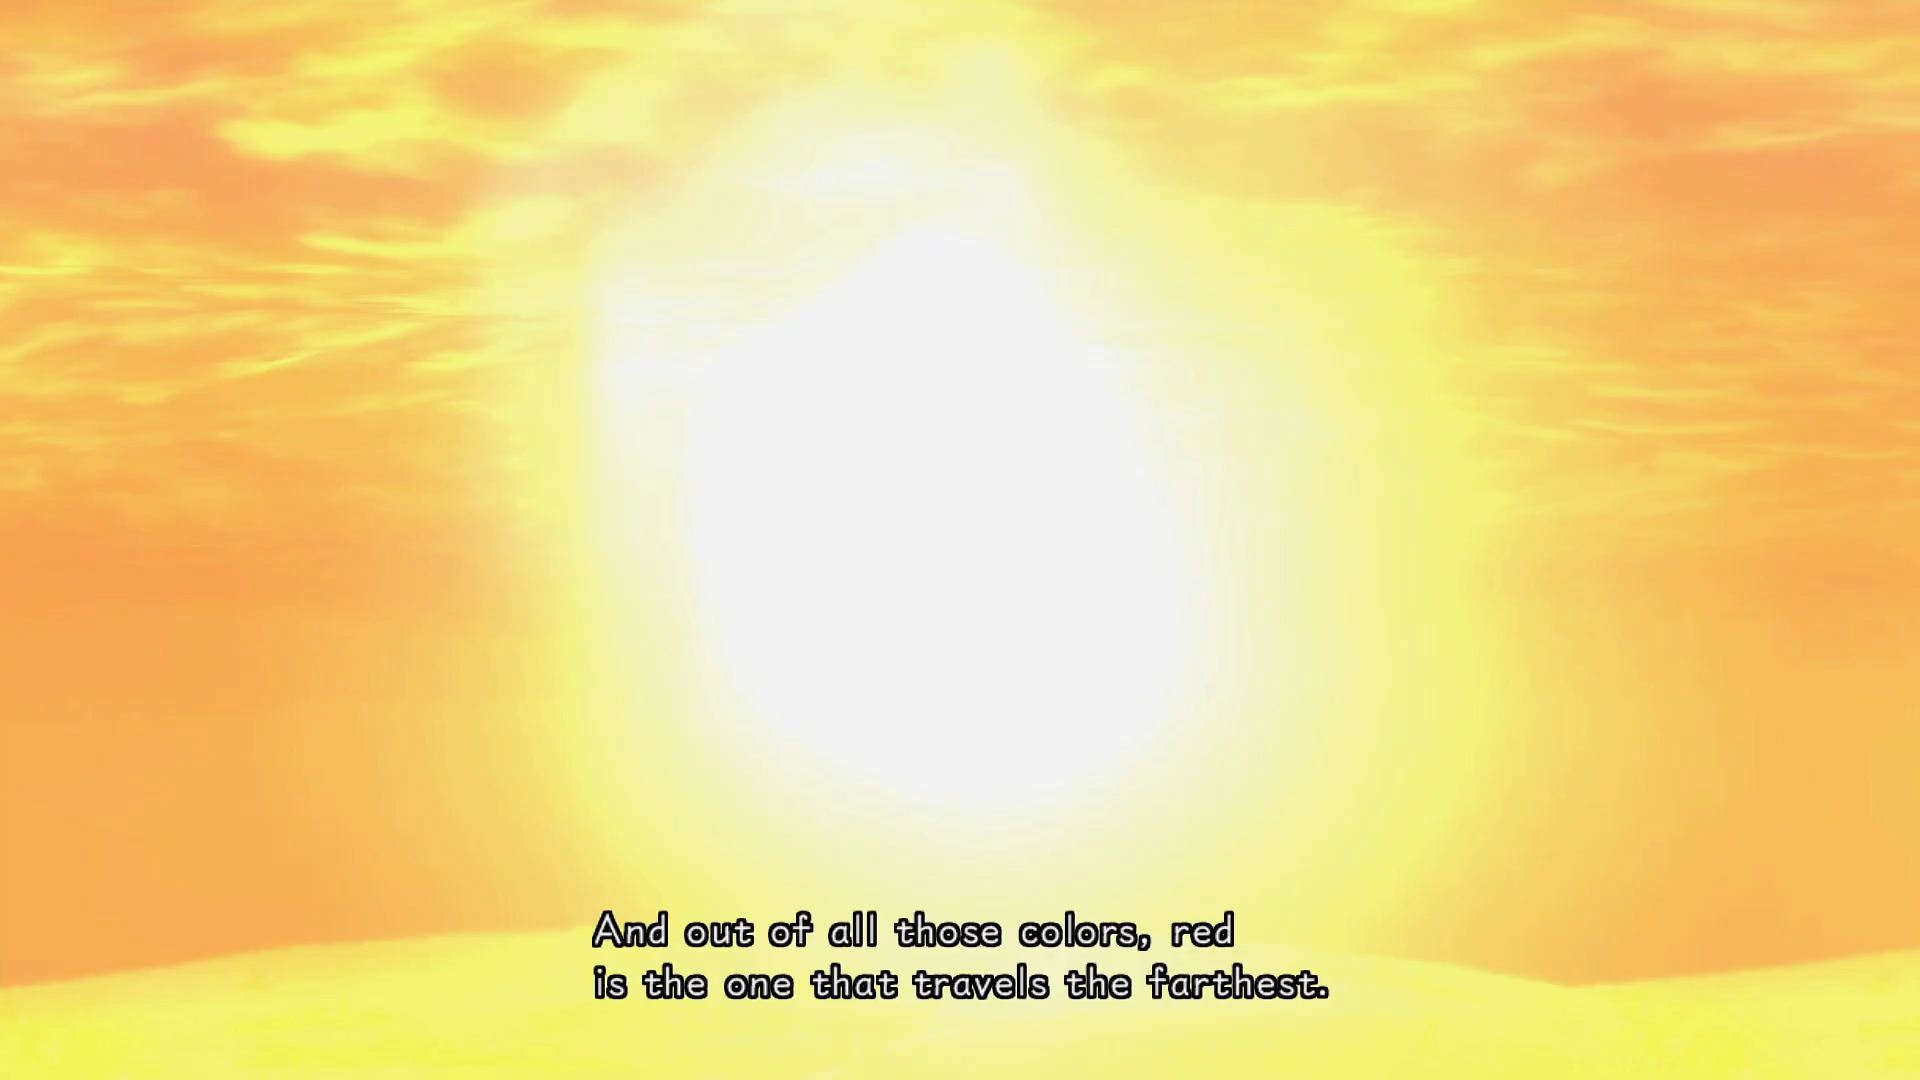 And out of all those colors, red
is the one that travels the farthest.